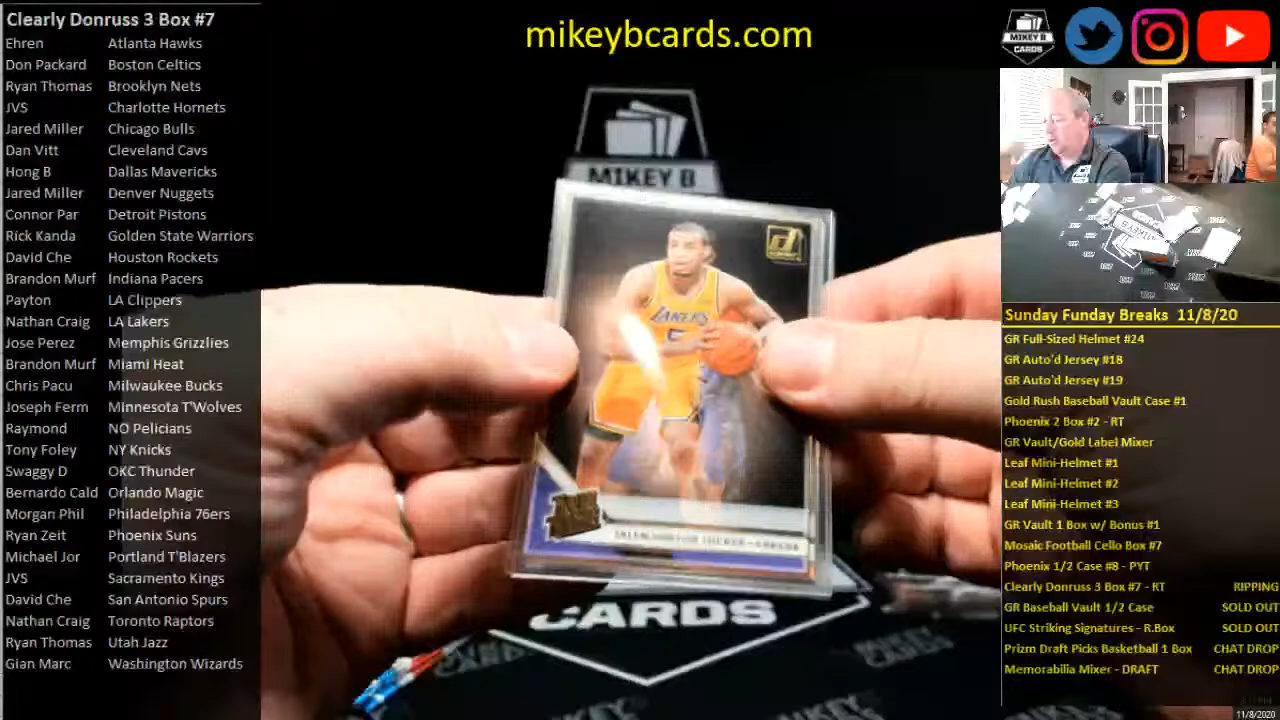 Clearly Donruss 3 Box #7
Ehren Atlanta Hawks
Don Packard Boston Celtics
Ryan Thomas Brooklyn Nets
JVS Charlotte Hornets
Jared Miller Chicago Bulls
Dan Vitt Cleveland Cavs
Hong B Dallas Mavericks
Jared Miller Denver Nuggets
Connor Par Detroit Pistons
Rick Kanda Golden State Warriors
David Che Houston Rockets
Brandon Murf Indiana Pacers
Payton LA Clippers
Nathan Craig LA Lakers
Jose Perez Memphis Grizzlies
Brandon Murf Miami Heat
Chris Pacu Milwaukee Bucks
Joseph Ferm Minnesota T'Wolves
Raymond NO Pelicians
Tony Foley NY Knicks
Swaggy D OKC Thunder
Bernardo Cald Orlando Magic
Morgan Phil Philadelphia 76ers
Ryan Zeit Phoenix Suns
Michael Jor Portland T'Blazers
JVS Sacramento Kings
David Che San Antonio Spurs
Nathan Craig Toronto Raptors
Ryan Thomas Utah Jazz
Gian Marc Washington Wizards
mikeybcards.com
MIKEY B
LAKERS
CARDS
MIKEY B
CARDS
Sunday Funday Breaks 11/8/20
GR Full-Sized Helmet #24
GR Auto'd Jersey #18
GR Auto'd Jersey #19
Gold Rush Baseball Vault Case #1
Phoenix 2 Box #2 - RT
GR Vault/Gold Label Mixer
Leaf Mini-Helmet #1
Leaf Mini-Helmet #2
Leaf Mini-Helmet #3
GR Vault 1 Box w/ Bonus #1
Mosaic Football Cello Box #7
Phoenix 1/2 Case #8 - PYT
Clearly Donruss 3 Box #7 - RT RIPPING
GR Baseball Vault 1/2 Case SOLD OUT
UFC Striking Signatures - R.Box SOLD OUT
Prizm Draft Picks Basketball 1 Box CHAT DROP
Memorabilia Mixer - DRAFT CHAT DROP
11/8/2020